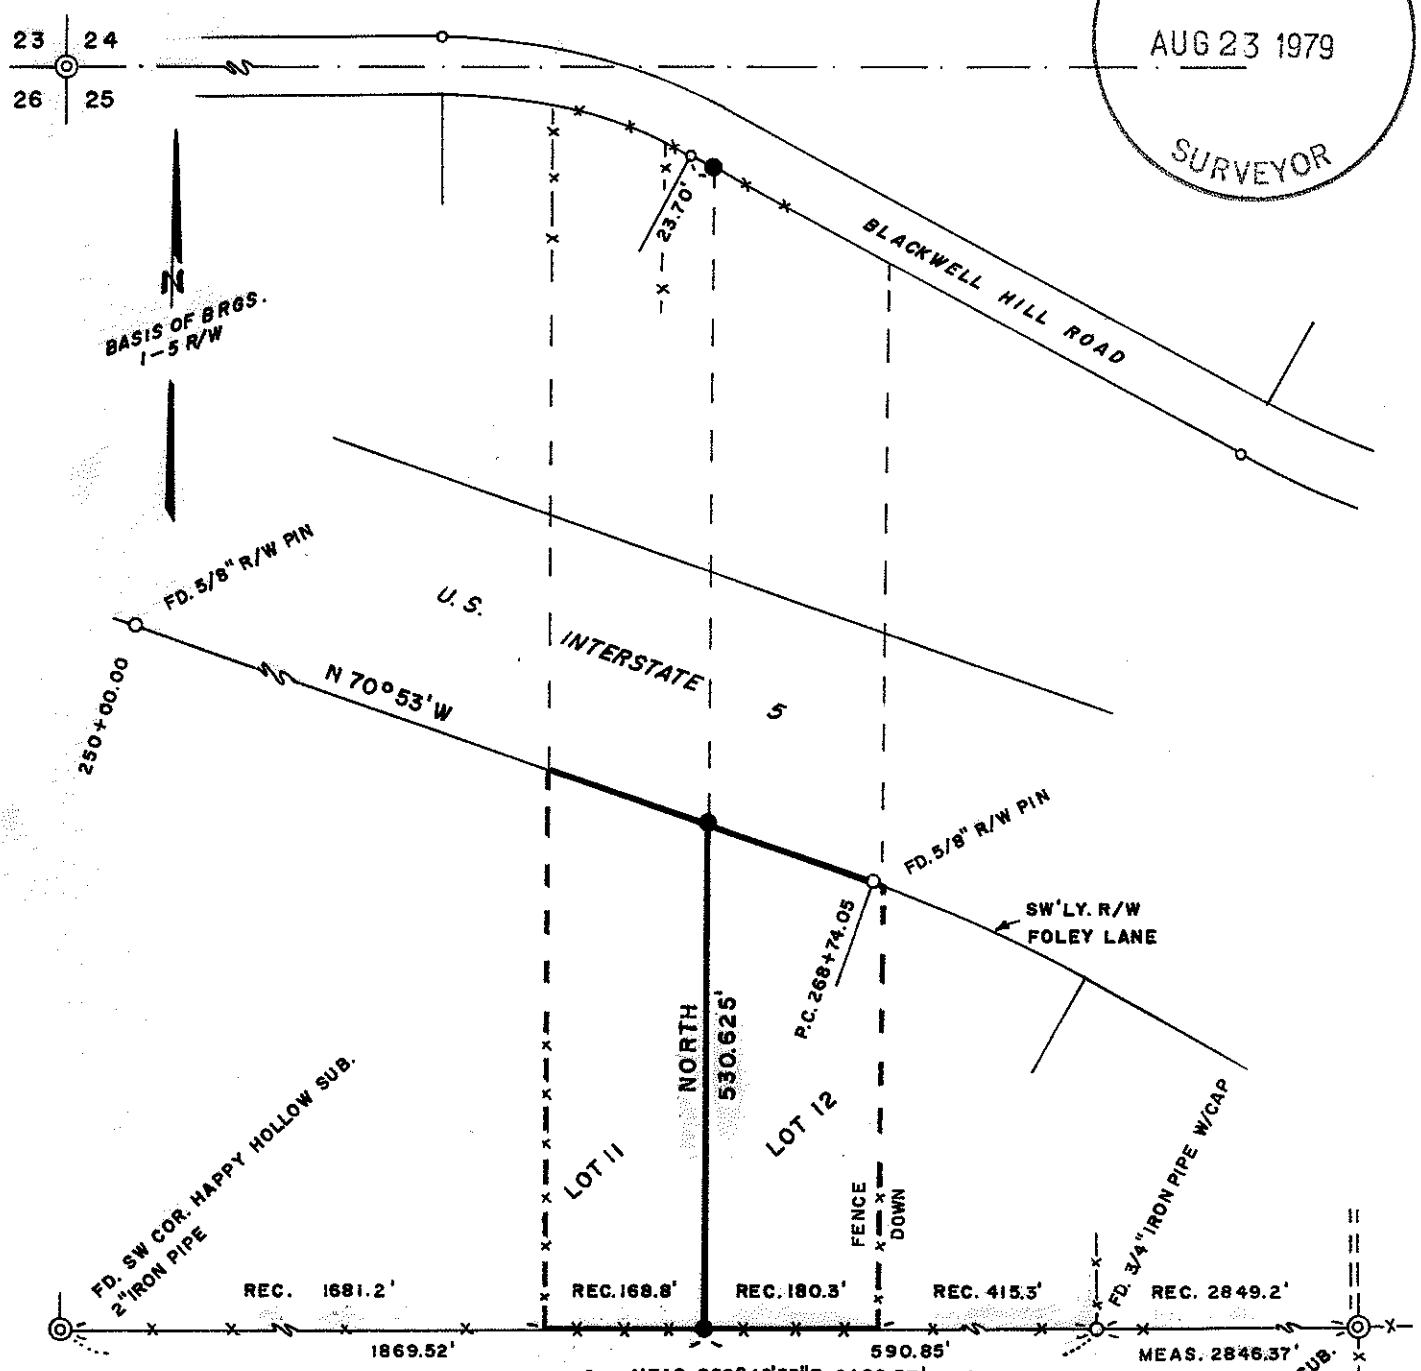 23 24
26 25
AUG 23 1979
SURVEYOR
N
BASIS OF BRGS.
1-5 R/W
23.70'
BLACKWELL HILL ROAD
FD. 5/8" R/W PIN
250+00.00
U. S.
INTERSTATE
5
N 70° 53' W
FD. 5/8" R/W PIN
P.C. 268+74.05
SW'LY. R/W
FOLEY LANE
NORTH
530.625'
LOT 11
LOT 12
FENCE
DOWN
FD. SW COR. HAPPY HOLLOW SUB.
2" IRON PIPE
FD. 3/4" IRON PIPE W/CAP
REC. 1681.2'
REC. 168.8'
REC. 180.3'
REC. 415.3'
REC. 2849.2'
1869.52'
590.85'
MEAS. 2846.37'
SUB.